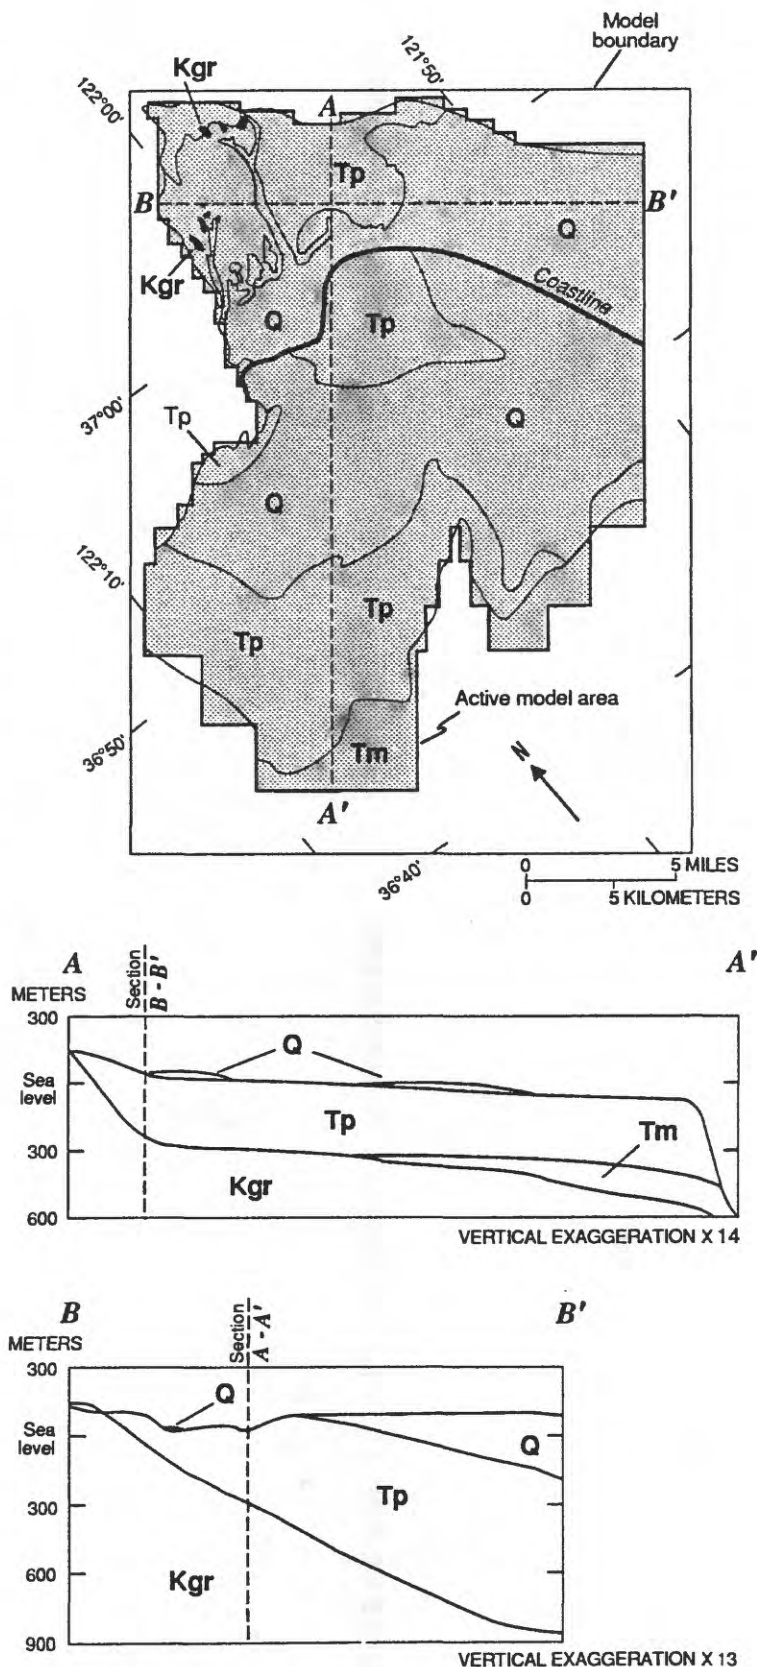 Model
boundary
Kgr
121°50'
122°00'
A
Tp
B
B'
Q
Kgr
Coastline
Q
Tp
37°00'
Tp
Q
Q
122°10'
Tp
Tp
Active model area
36°50'
Tm
N
A'
36°40'
0 5 MILES
0 5 KILOMETERS
A
Section
B - B'
A'
METERS
300
Q
Sea
level
Tp
Tm
300
Kgr
600
VERTICAL EXAGGERATION X 14
B
Section
A - A'
B'
METERS
300
Q
Sea
level
Q
Tp
300
600
Kgr
900
VERTICAL EXAGGERATION X 13